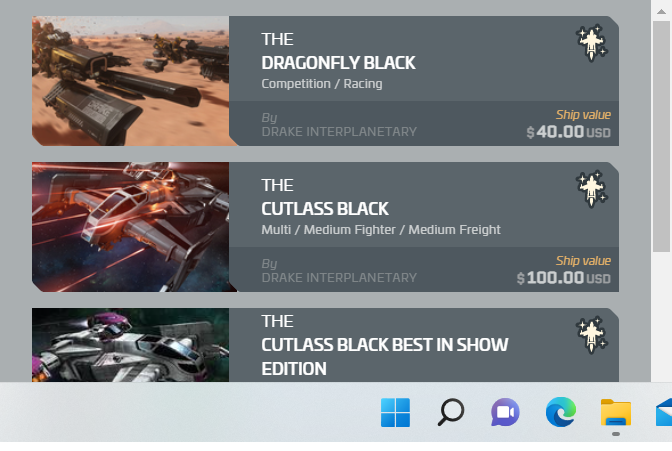 THE
DRAGONFLY BLACK
Competition / Racing
By
DRAKE INTERPLANETARY
Ship value
$40.00 USD
THE
CUTLASS BLACK
Multi / Medium Fighter / Medium Freight
By
DRAKE INTERPLANETARY
Ship value
$100.00 USD
THE
CUTLASS BLACK BEST IN SHOW
EDITION